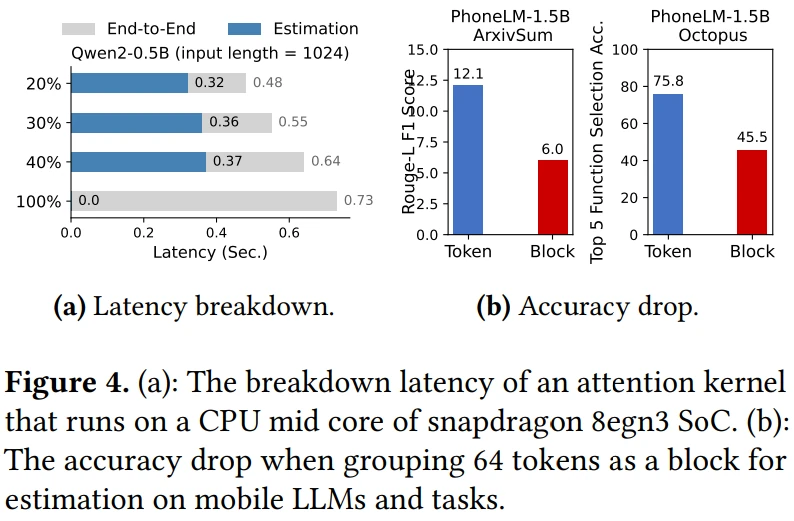 End-to-End Estimation
Qwen2-0.5B (input length = 1024)
20% 0.32 0.48
30% 0.36 0.55
40% 0.37 0.64
100% 0.0 0.73
0.0 0.2 0.4 0.6
Latency (Sec.)
(a) Latency breakdown.
PhoneLM-1.5B
ArxivSum
Rouge-L F1 Score
15.0
12.5
10.0
7.5
5.0
2.5
0.0
12.1
6.0
Token Block
PhoneLM-1.5B
Octopus
Top 5 Function Selection Acc.
100
80
60
40
20
0
75.8
45.5
Token Block
(b) Accuracy drop.
Figure 4. (a): The breakdown latency of an attention kernel
that runs on a CPU mid core of snapdragon 8egn3 SoC. (b):
The accuracy drop when grouping 64 tokens as a block for
estimation on mobile LLMs and tasks.